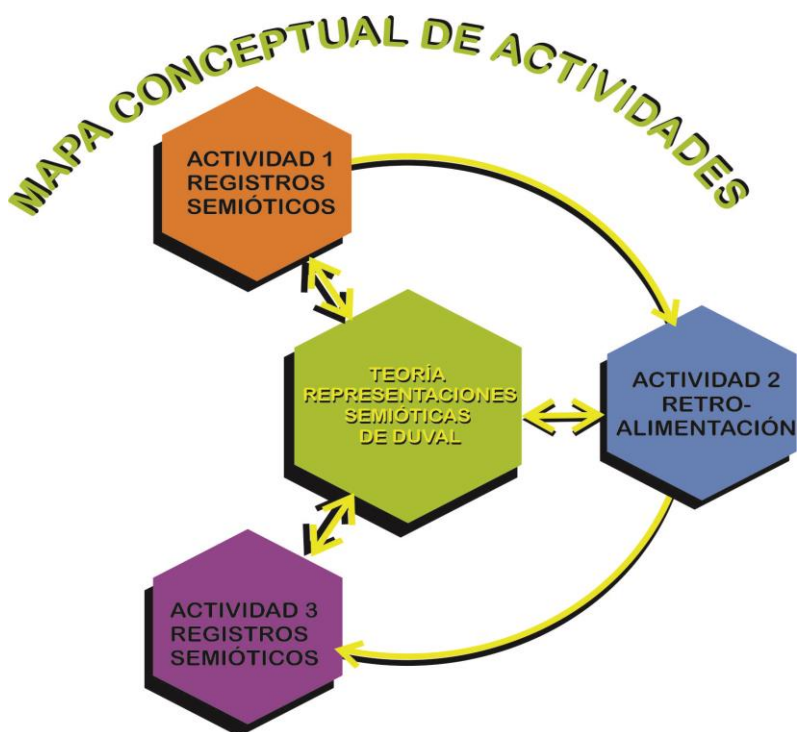 MAPA CONCEPTUAL DE ACTIVIDADES
ACTIVIDAD 1
REGISTROS
SEMIÓTICOS
TEORÍA
REPRESENTACIONES
SEMIÓTICAS
DE DUVAL
ACTIVIDAD 2
RETRO-
ALIMENTACIÓN
ACTIVIDAD 3
REGISTROS
SEMIÓTICOS